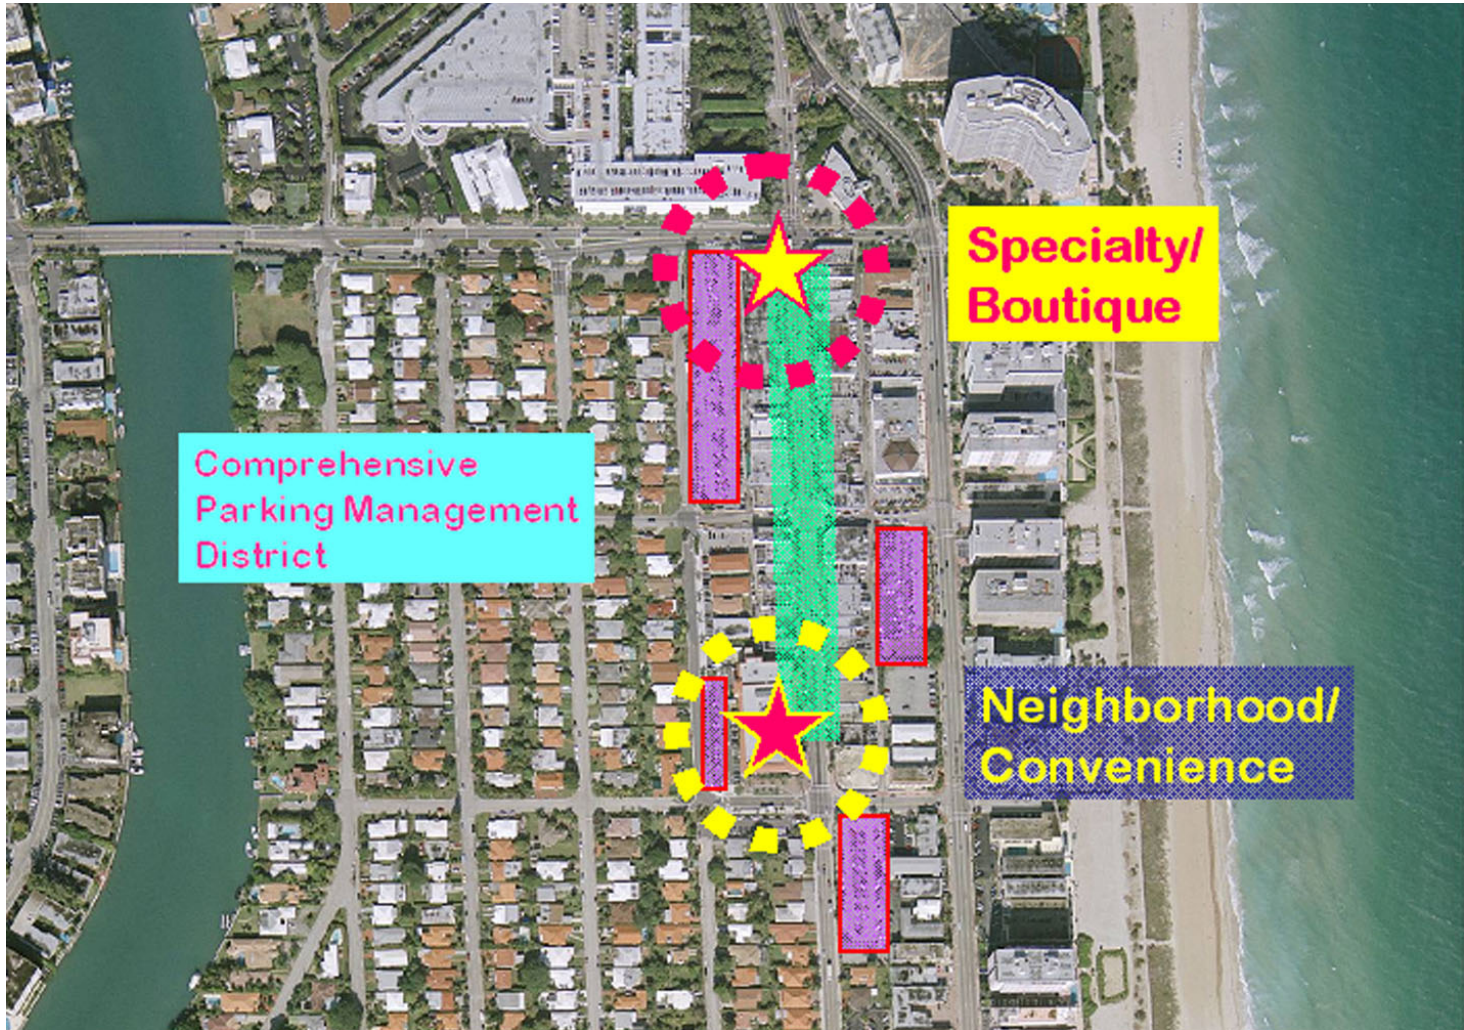 Specialty/
Boutique
Comprehensive
Parking Management
District
Neighborhood/
Convenience